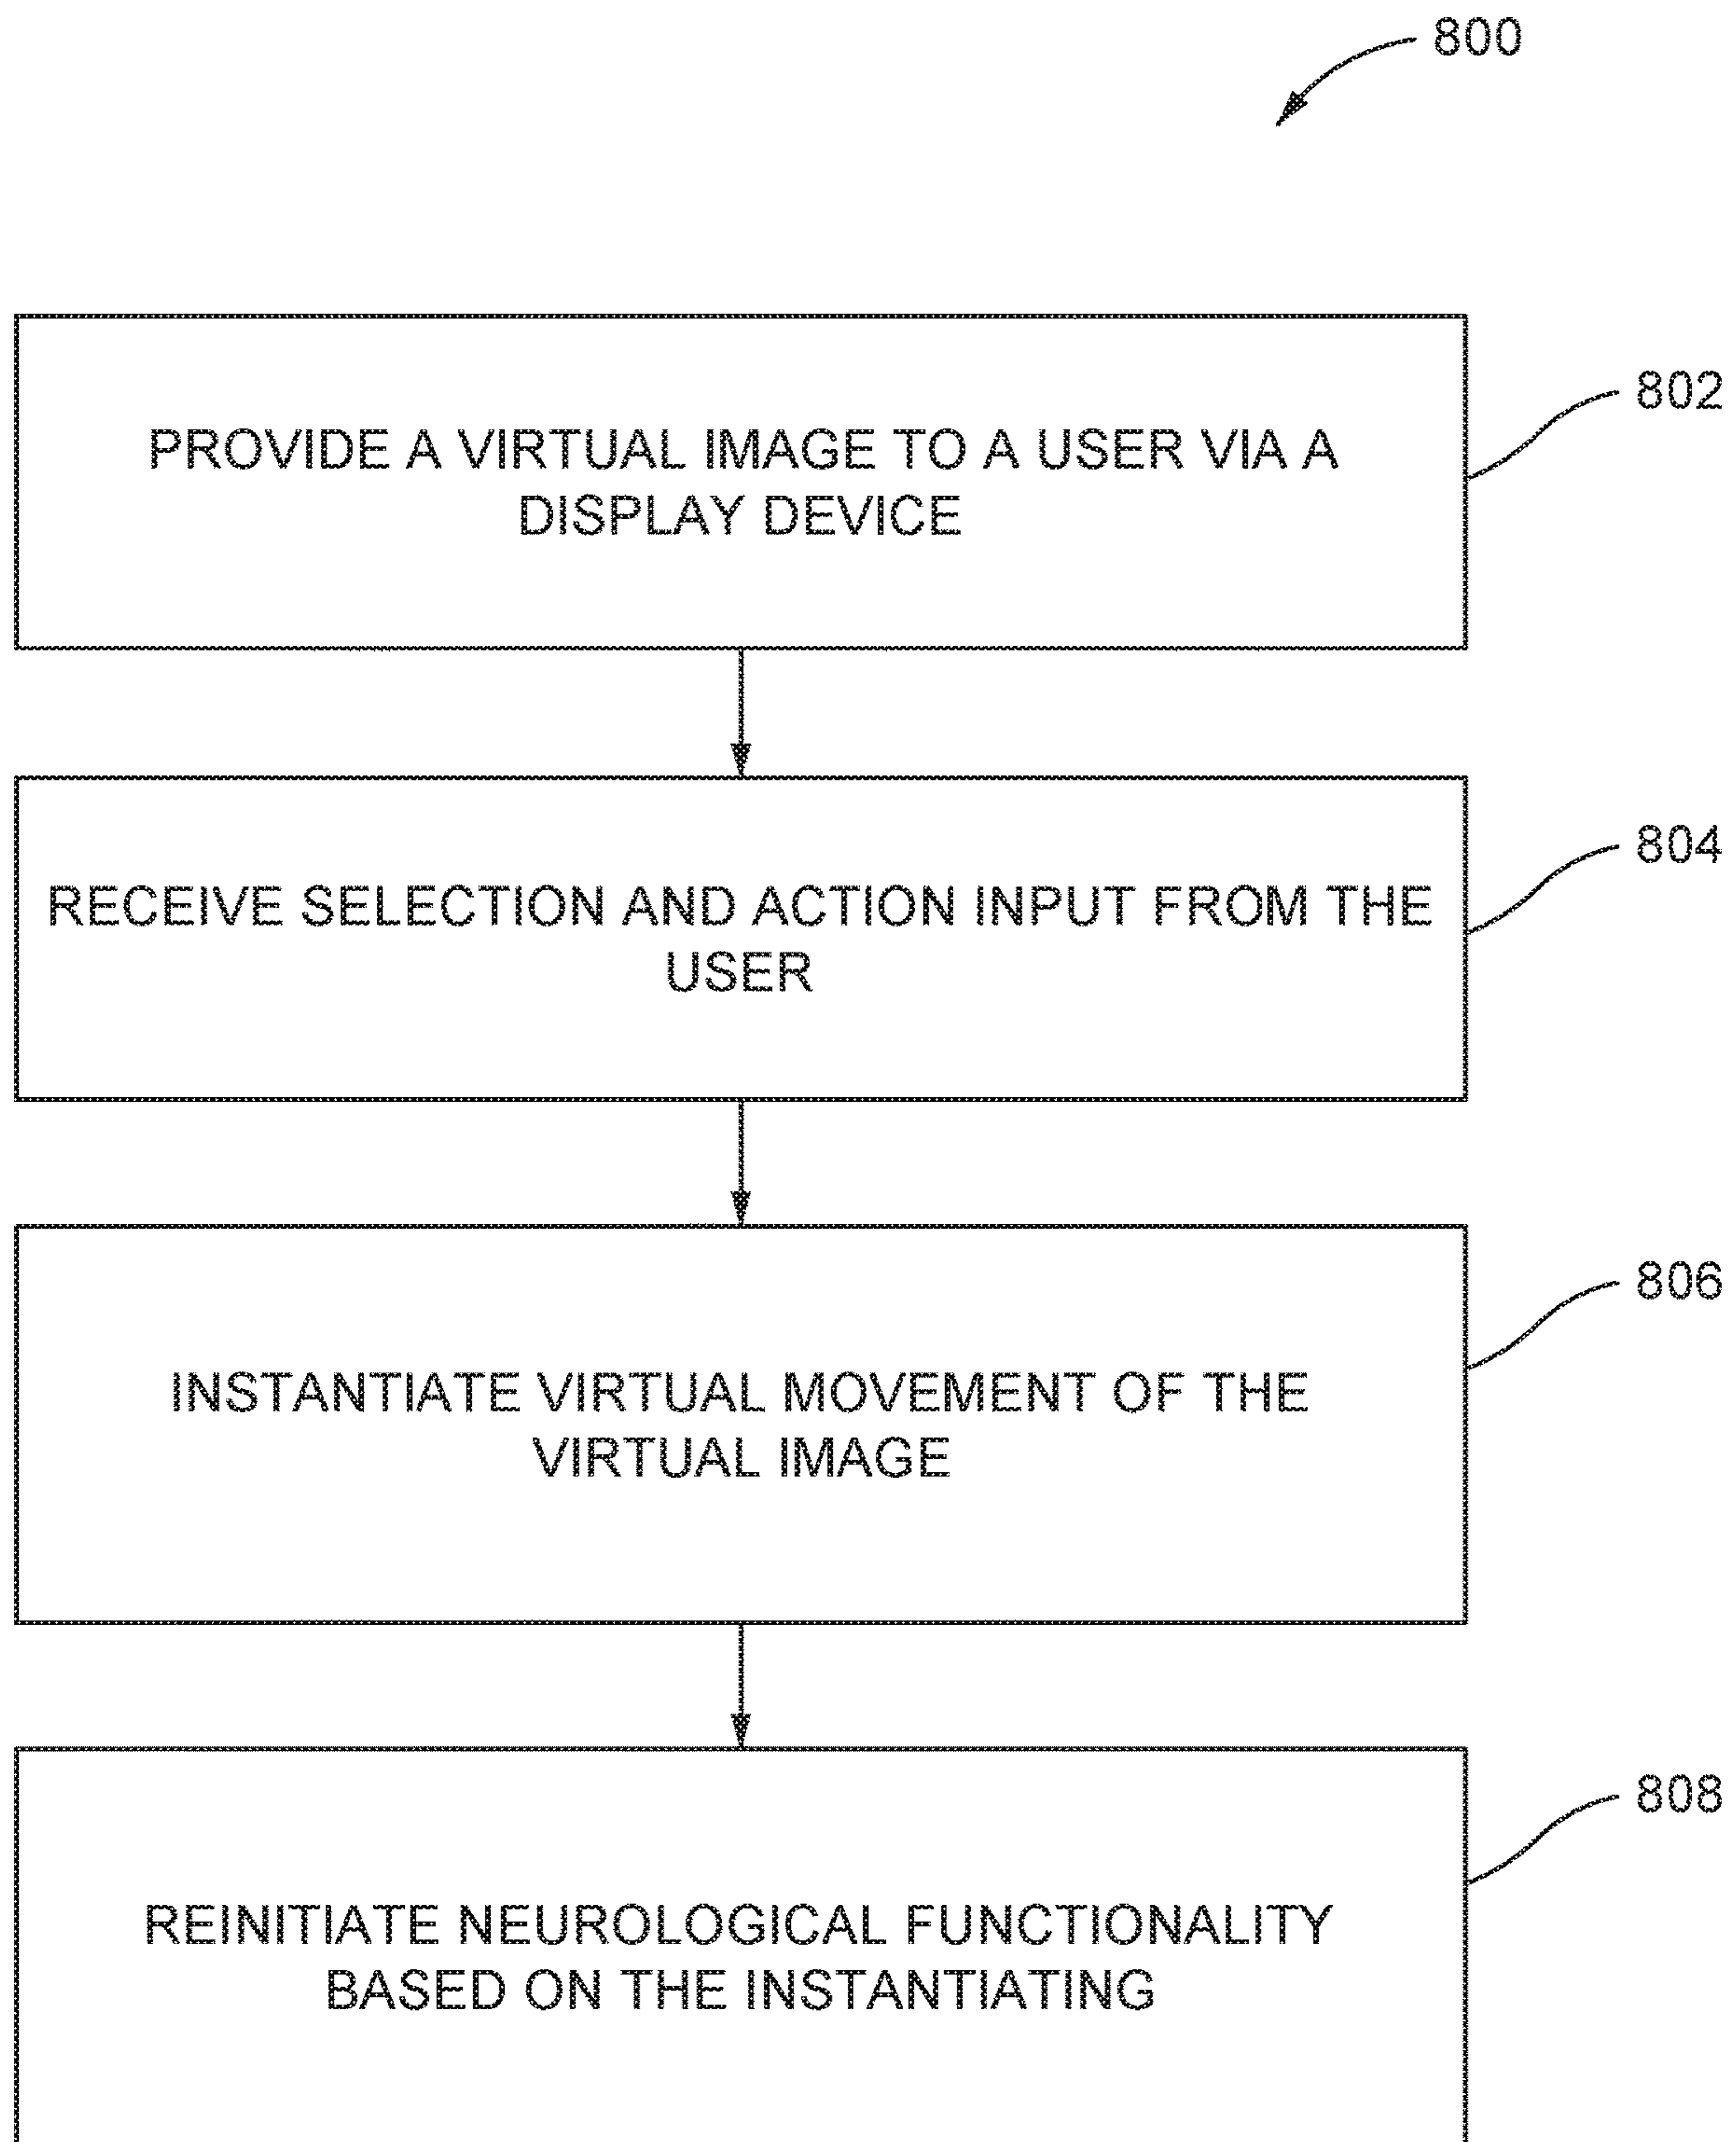 800
802
PROVIDE A VIRTUAL IMAGE TO A USER VIA A
DISPLAY DEVICE
804
RECEIVE SELECTION AND ACTION INPUT FROM THE
USER
806
INSTANTIATE VIRTUAL MOVEMENT OF THE
VIRTUAL IMAGE
808
REINITIATE NEUROLOGICAL FUNCTIONALITY
BASED ON THE INSTANTIATING